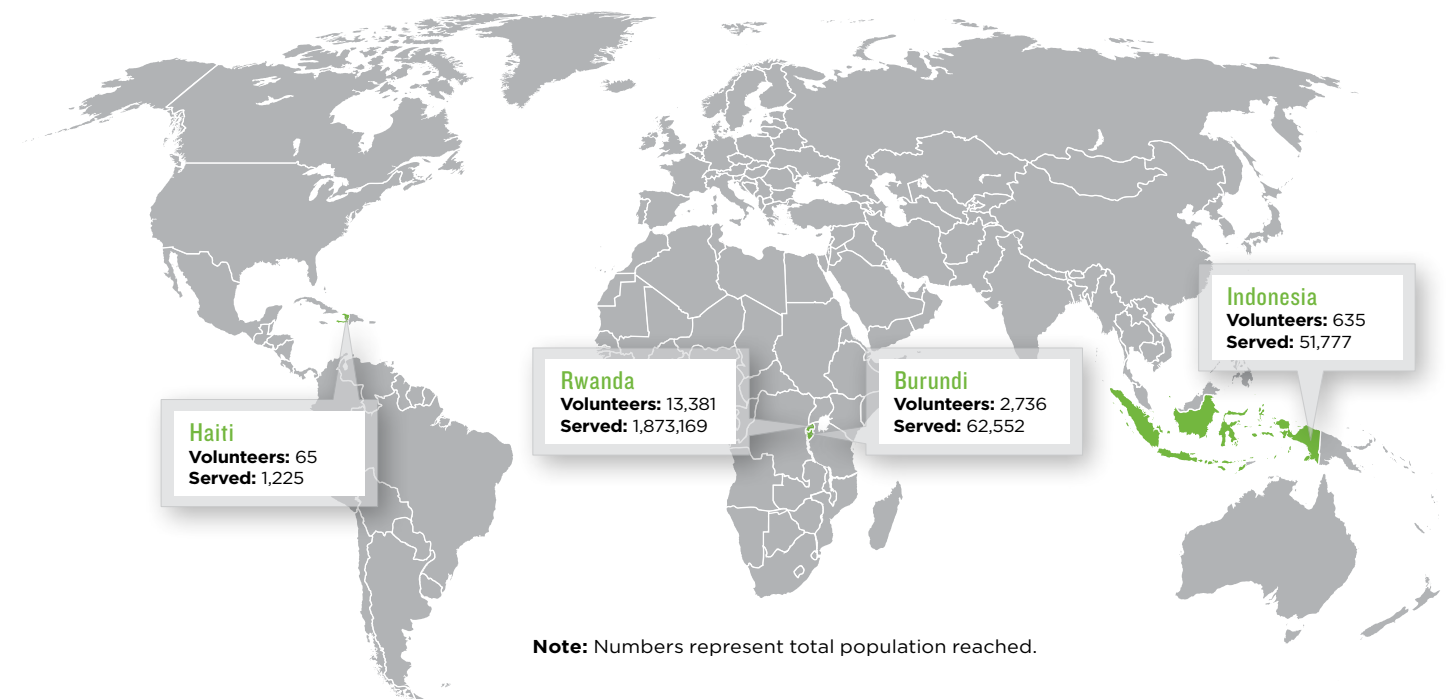 Haiti
Volunteers: 65
Served: 1,225
Rwanda
Volunteers: 13,381
Served: 1,873,169
Burundi
Volunteers: 2,736
Served: 62,552
Indonesia
Volunteers: 635
Served: 51,777
Note: Numbers represent total population reached.